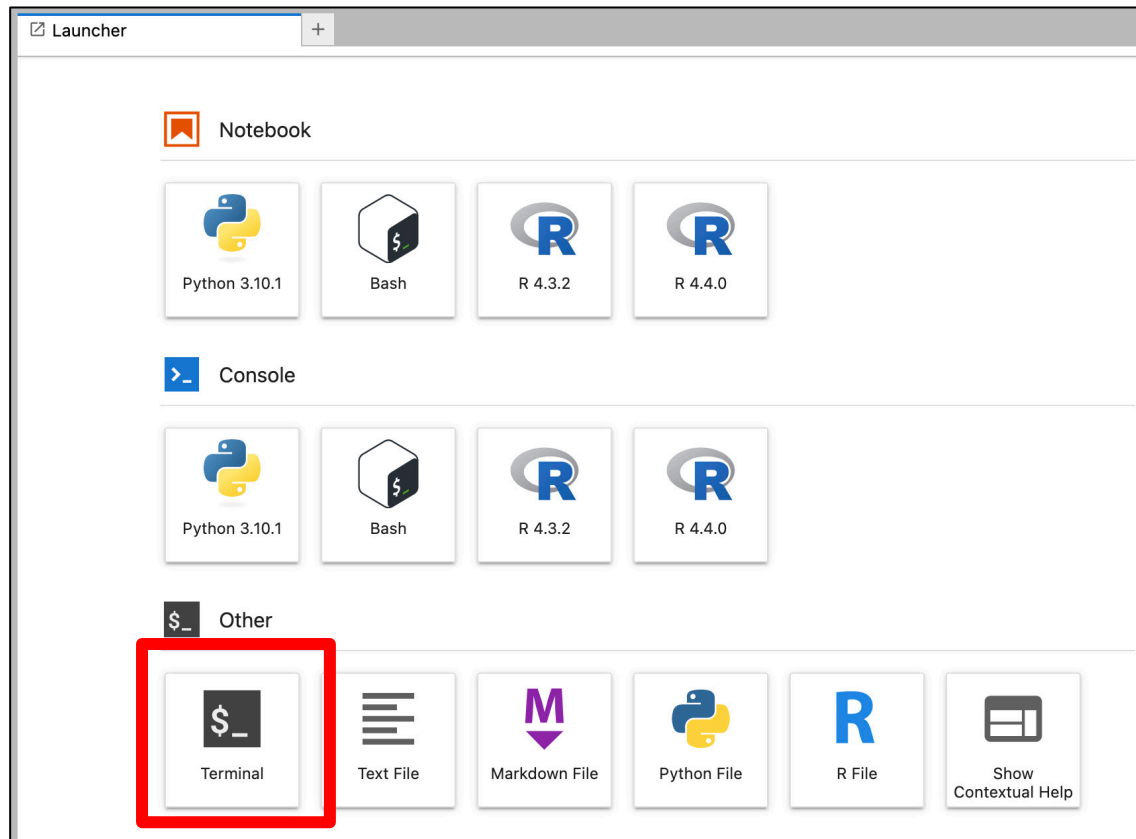 Launcher
+
Notebook
$_
Python 3.10.1
Bash
R
R 4.3.2
R
R 4.4.0
>_
Console
$_
Python 3.10.1
Bash
R
R 4.3.2
R
R 4.4.0
$_
Other
$_
Terminal
Text File
M
Markdown File
Python File
R
R File
Show
Contextual Help